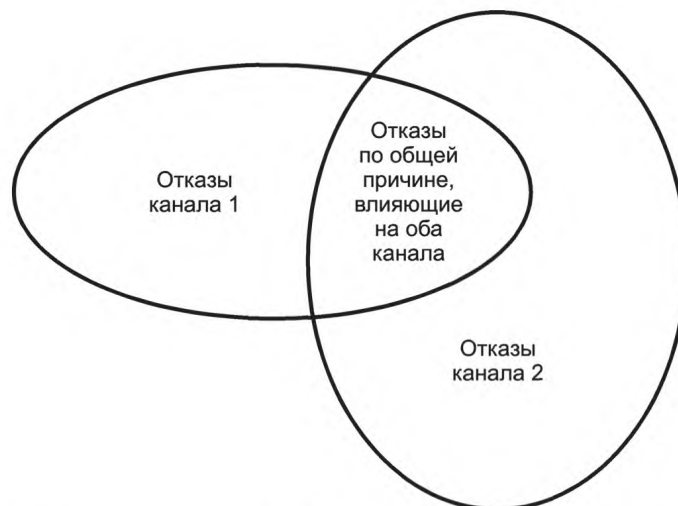 Отказы
канала 1
Отказы
по общей
причине,
влияющие
на оба
канала
Отказы
канала 2